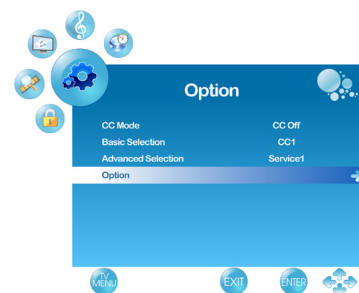 Option
CC Mode CC Off
Basic Selection CC1
Advanced Selection Service1
Option
TV
MENU EXIT ENTER